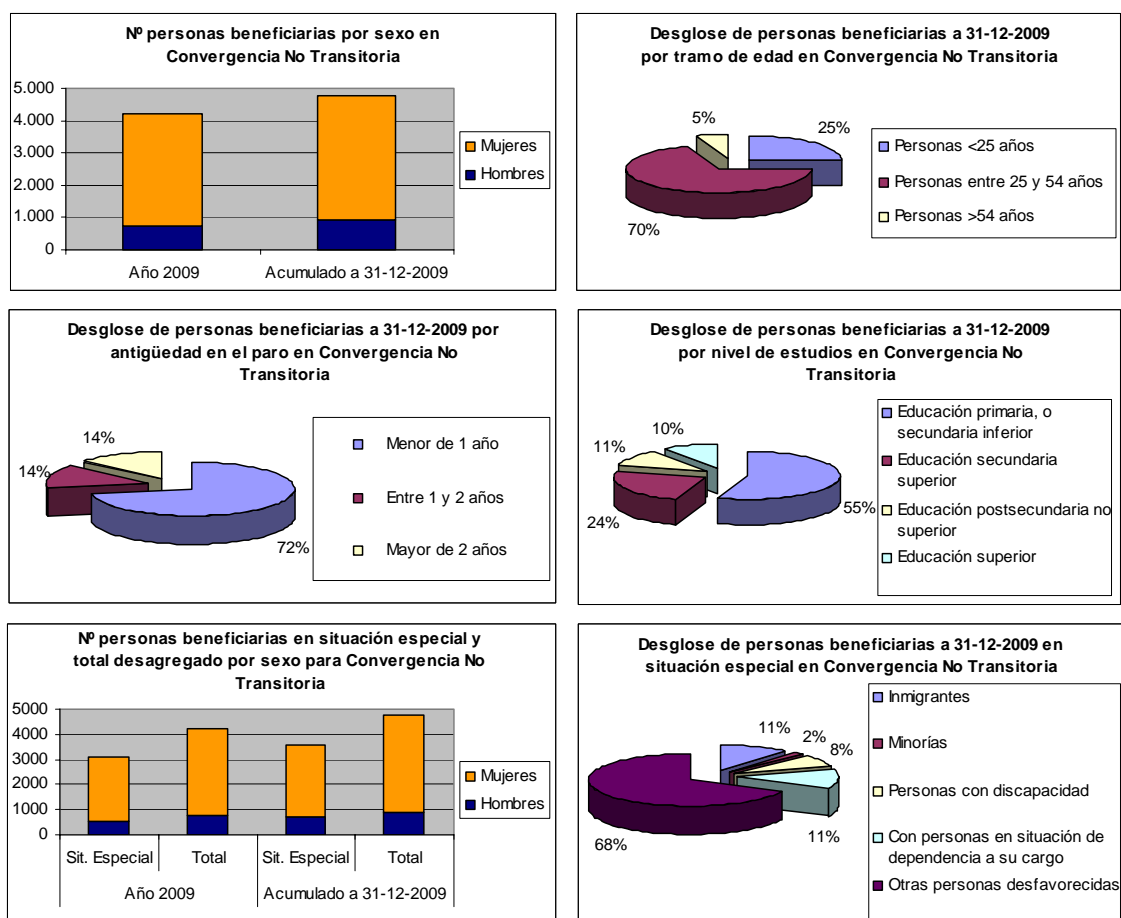 Nº personas beneficiarias por sexo en
Convergencia No Transitoria
5.000
4.000
3.000
2.000
1.000
0
Año 2009
Acumulado a 31-12-2009
Mujeres
Hombres
Desglose de personas beneficiarias a 31-12-2009
por tramo de edad en Convergencia No Transitoria
5%
25%
70%
Personas <25 años
Personas entre 25 y 54 años
Personas >54 años
Desglose de personas beneficiarias a 31-12-2009 por
antigüedad en el paro en Convergencia No
Transitoria
14%
14%
72%
Menor de 1 año
Entre 1 y 2 años
Mayor de 2 años
Desglose de personas beneficiarias a 31-12-2009
por nivel de estudios en Convergencia No
Transitoria
10%
11%
24%
55%
Educación primaria, o
secundaria inferior
Educación secundaria
superior
Educación postsecundaria no
superior
Educación superior
Nº personas beneficiarias en situación especial y
total desagregado por sexo para Convergencia No
Transitoria
5000
4000
3000
2000
1000
0
Sit. Especial
Total
Sit. Especial
Total
Año 2009
Acumulado a 31-12-2009
Mujeres
Hombres
Desglose de personas beneficiarias a 31-12-2009 en
situación especial en Convergencia No Transitoria
11%
2%
8%
11%
68%
Inmigrantes
Minorías
Personas con discapacidad
Con personas en situación de
dependencia a su cargo
Otras personas desfavorecidas